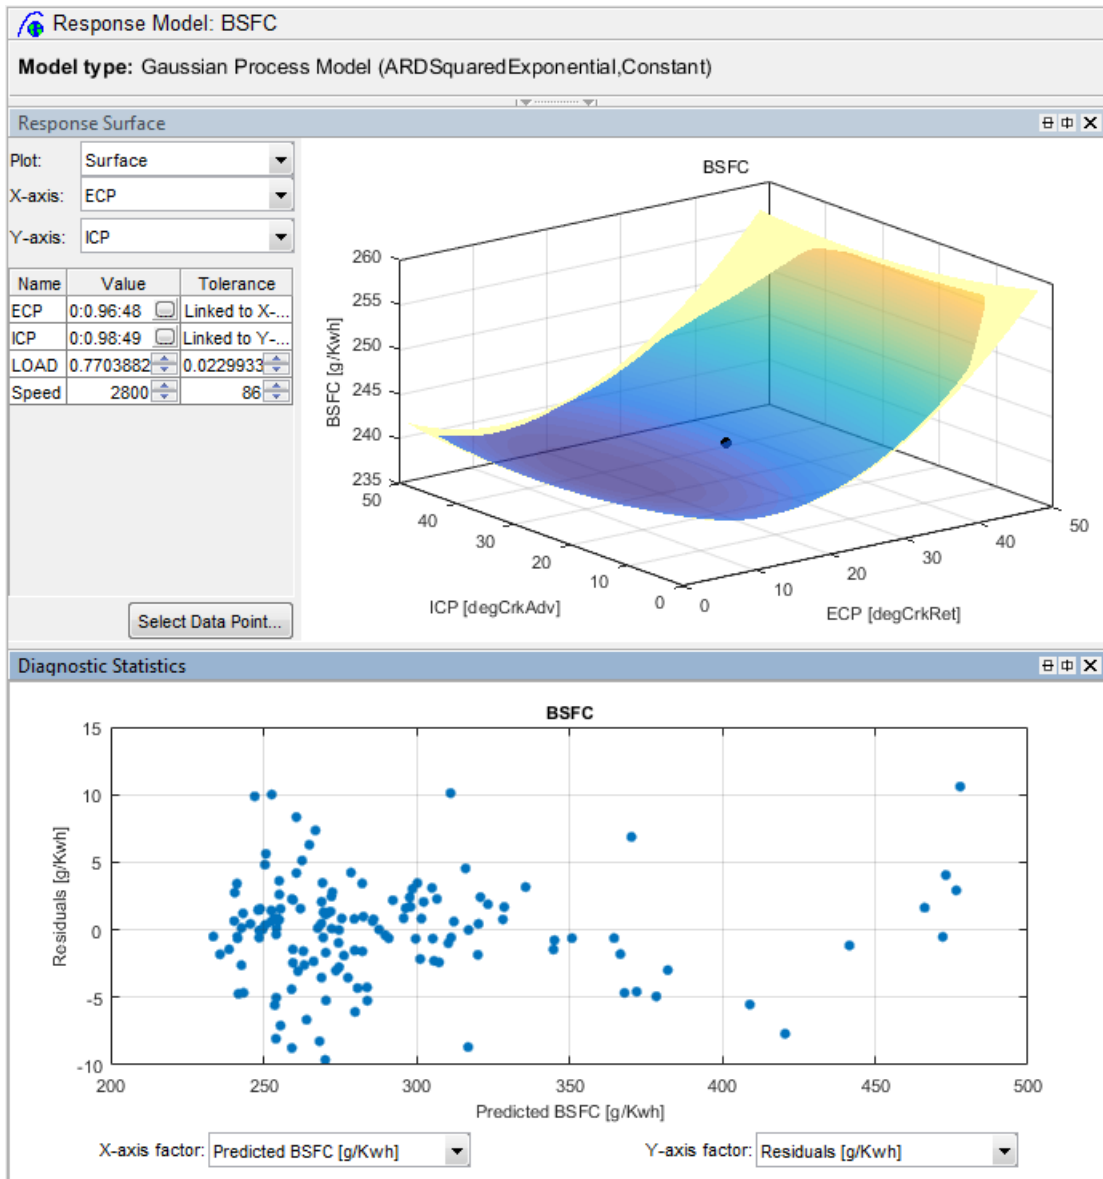 Response Model: BSFC
Model type: Gaussian Process Model (ARDSquaredExponential,Constant)
Response Surface
Plot: Surface
X-axis: ECP
Y-axis: ICP
Name Value Tolerance
ECP 0:0.96:48 Linked to X-...
ICP 0:0.98:49 Linked to Y-...
LOAD 0.7703882 0.0229933
Speed 2800 86
Select Data Point...
BSFC
BSFC [g/Kwh]
260
255
250
245
240
235
50
40
30
20
10
0
ICP [degCrkAdv]
0
10
20
30
40
50
ECP [degCrkRet]
Diagnostic Statistics
BSFC
Residuals [g/Kwh]
15
10
5
0
-5
-10
200 250 300 350 400 450 500
Predicted BSFC [g/Kwh]
X-axis factor: Predicted BSFC [g/Kwh] Y-axis factor: Residuals [g/Kwh]